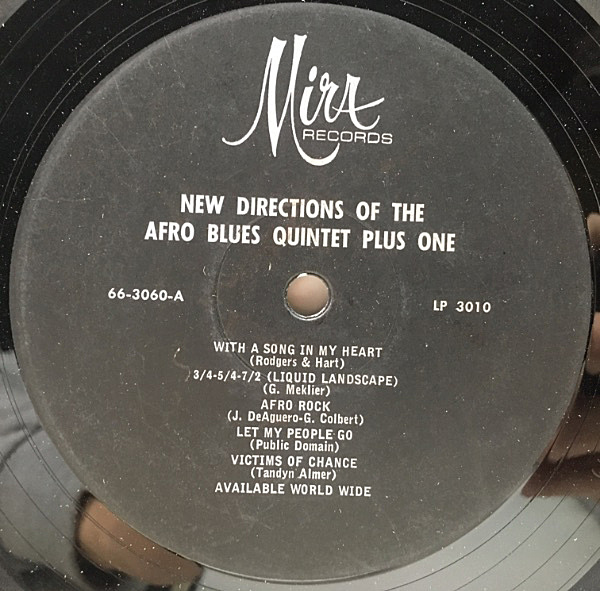 Mira
RECORDS
NEW DIRECTIONS OF THE
AFRO BLUES QUINTET PLUS ONE
66-3060-A
LP 3010
WITH A SONG IN MY HEART
(Rodgers & Hart)
3/4-5/4-7/2 (LIQUID LANDSCAPE)
(G. Meklier)
AFRO ROCK
(J. DeAguero-G. Colbert)
LET MY PEOPLE GO
(Public Domain)
VICTIMS OF CHANCE
(Tandyn Almer)
AVAILABLE WORLD WIDE